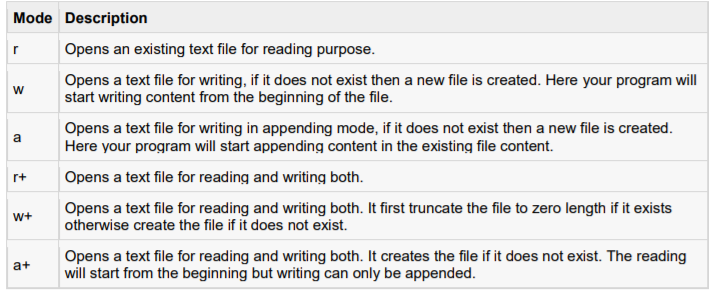 Mode Description
r Opens an existing text file for reading purpose.
w Opens a text file for writing, if it does not exist then a new file is created. Here your program will
start writing content from the beginning of the file.
a Opens a text file for writing in appending mode, if it does not exist then a new file is created.
Here your program will start appending content in the existing file content.
r+ Opens a text file for reading and writing both.
w+ Opens a text file for reading and writing both. It first truncate the file to zero length if it exists
otherwise create the file if it does not exist.
a+ Opens a text file for reading and writing both. It creates the file if it does not exist. The reading
will start from the beginning but writing can only be appended.